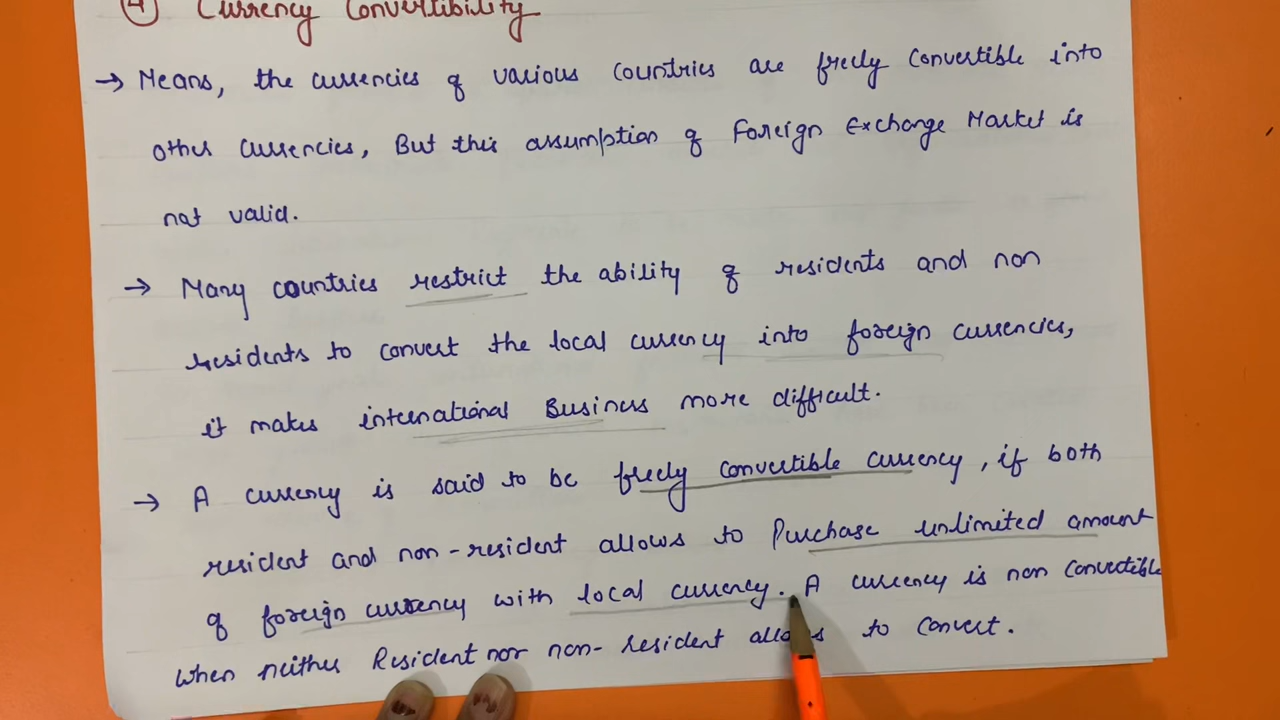 ④ Currency Convertibility
→ Means, the currencies of various countries are freely convertible into
other currencies, But this assumption of Foreign Exchange Market is
not valid.
→ Many countries restrict the ability of residents and non
residents to convert the local currency into foreign currencies,
it makes international Business more difficult.
→ A currency is said to be freely convertible currency, if both
resident and non-resident allows to Purchase unlimited amount
of foreign currency with local currency. A currency is non convertible
when neither Resident nor non-resident allows to convert.